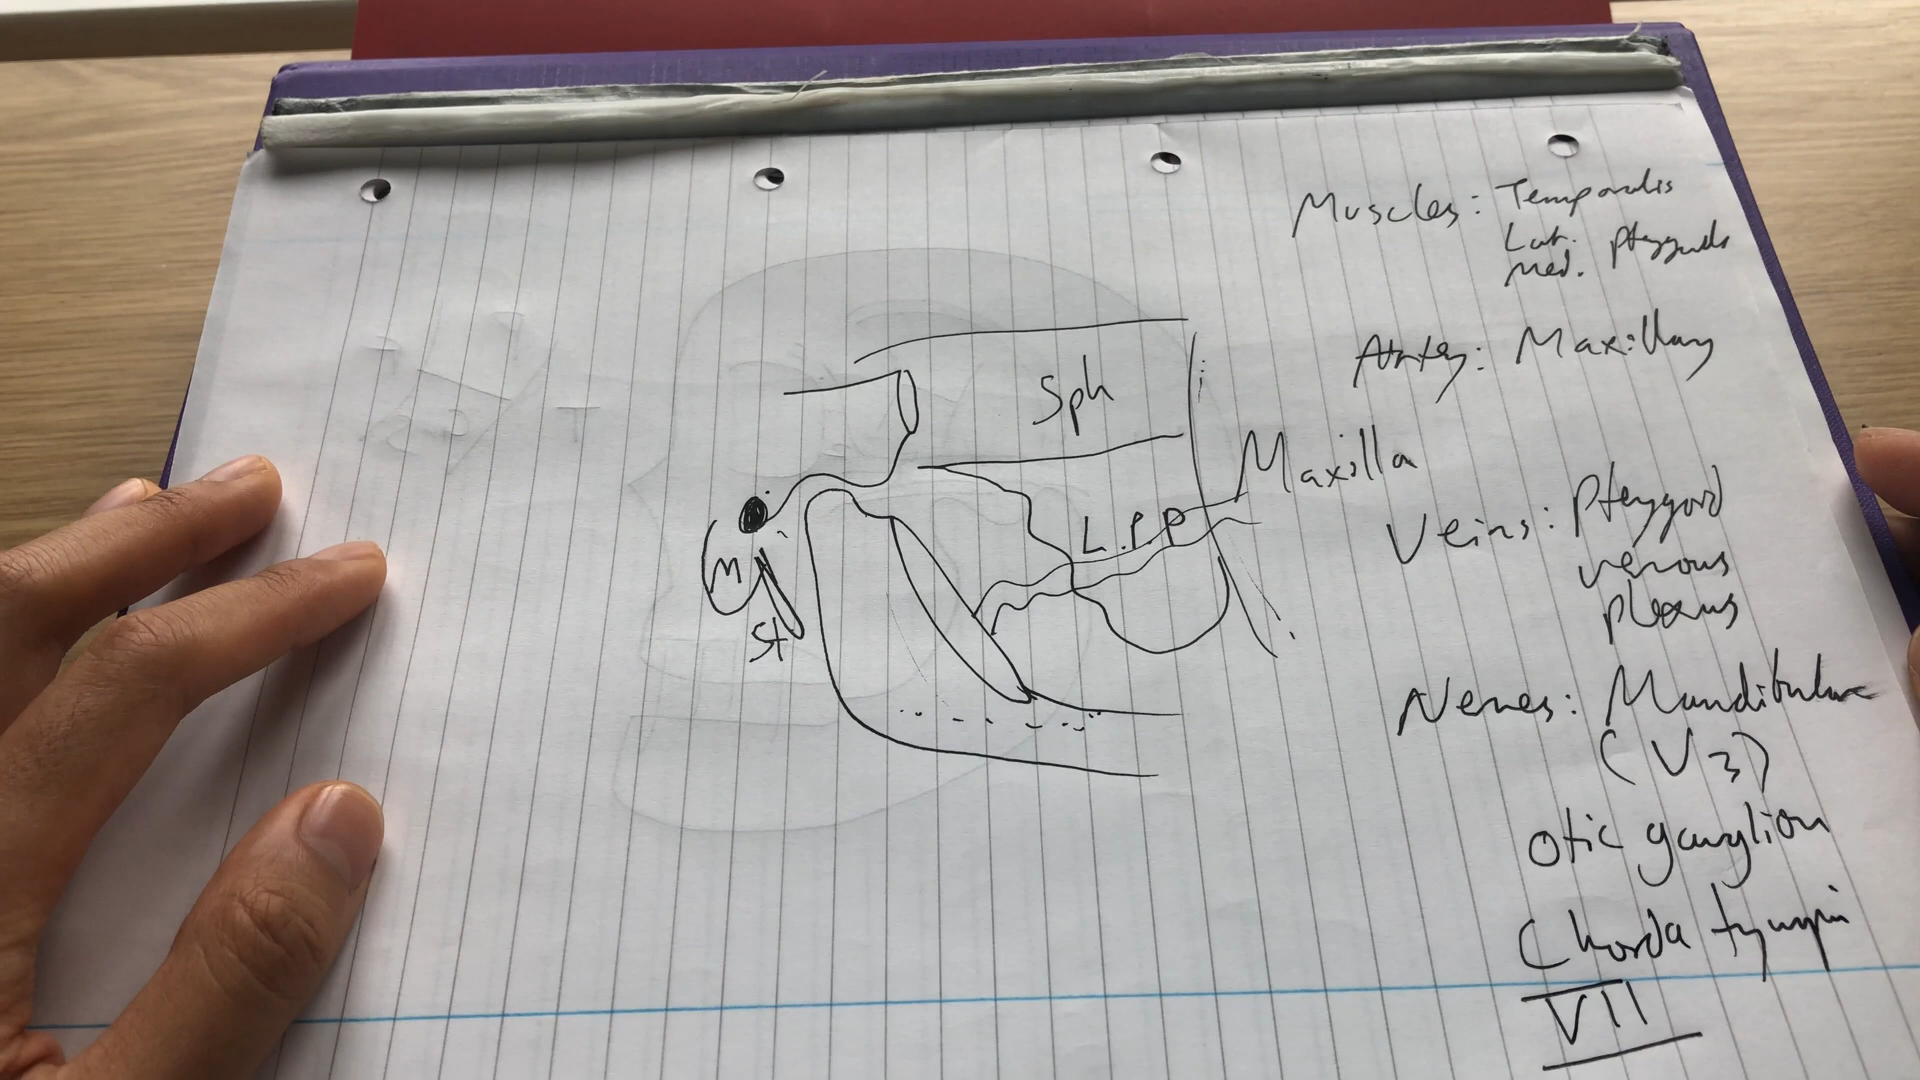 Muscles: Temporalis
Lat.
Med. Pterygoids
Artery: Maxillary
Sph
Maxilla
L.P.P
Veins: Pterygoid
venous
plexus
M
St
Nerves: Mandibular
(V3)
Otic ganglion
Chorda tympani
VII